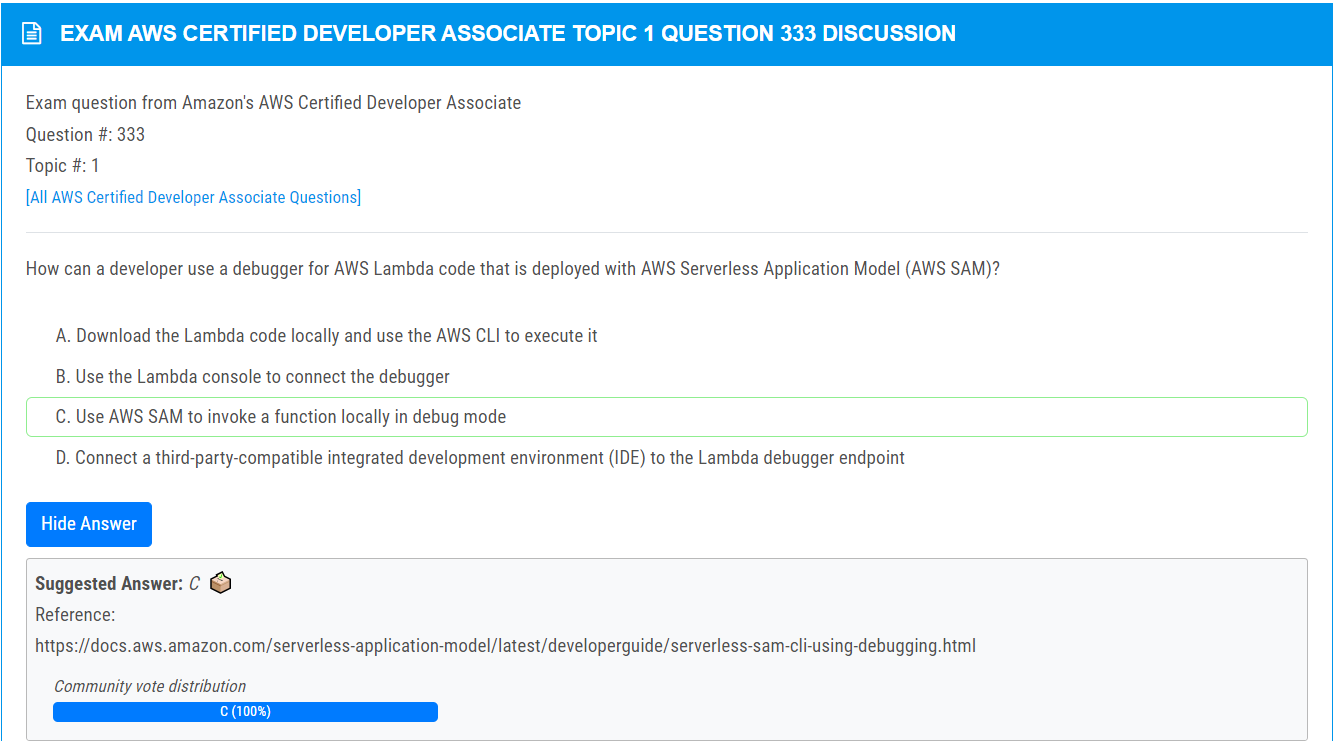 EXAM AWS CERTIFIED DEVELOPER ASSOCIATE TOPIC 1 QUESTION 333 DISCUSSION
Exam question from Amazon's AWS Certified Developer Associate
Question #: 333
Topic #: 1
[All AWS Certified Developer Associate Questions]
How can a developer use a debugger for AWS Lambda code that is deployed with AWS Serverless Application Model (AWS SAM)?
A. Download the Lambda code locally and use the AWS CLI to execute it
B. Use the Lambda console to connect the debugger
C. Use AWS SAM to invoke a function locally in debug mode
D. Connect a third-party-compatible integrated development environment (IDE) to the Lambda debugger endpoint
Hide Answer
Suggested Answer: C
Reference:
https://docs.aws.amazon.com/serverless-application-model/latest/developerguide/serverless-sam-cli-using-debugging.html
Community vote distribution
C (100%)